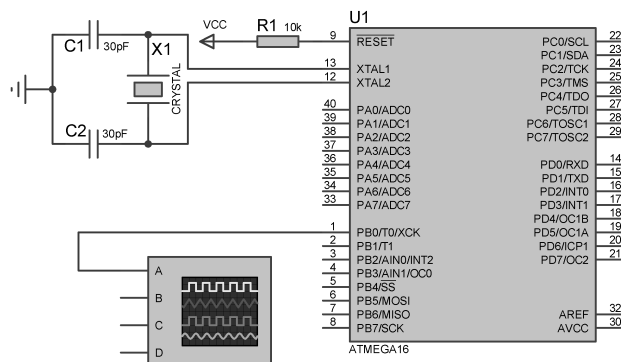 U1
C1
30pF
X1
CRYSTAL
C2
30pF
VCC
R1 10k
9 RESET
13 XTAL1
12 XTAL2
40 PA0/ADC0
39 PA1/ADC1
38 PA2/ADC2
37 PA3/ADC3
36 PA4/ADC4
35 PA5/ADC5
34 PA6/ADC6
33 PA7/ADC7
1 PB0/T0/XCK
2 PB1/T1
3 PB2/AIN0/INT2
4 PB3/AIN1/OC0
5 PB4/SS
6 PB5/MOSI
7 PB6/MISO
8 PB7/SCK
PC0/SCL 22
PC1/SDA 23
PC2/TCK 24
PC3/TMS 25
PC4/TDO 26
PC5/TDI 27
PC6/TOSC1 28
PC7/TOSC2 29
PD0/RXD 14
PD1/TXD 15
PD2/INT0 16
PD3/INT1 17
PD4/OC1B 18
PD5/OC1A 19
PD6/ICP1 20
PD7/OC2 21
AREF 32
AVCC 30
ATMEGA16
A
B
C
D